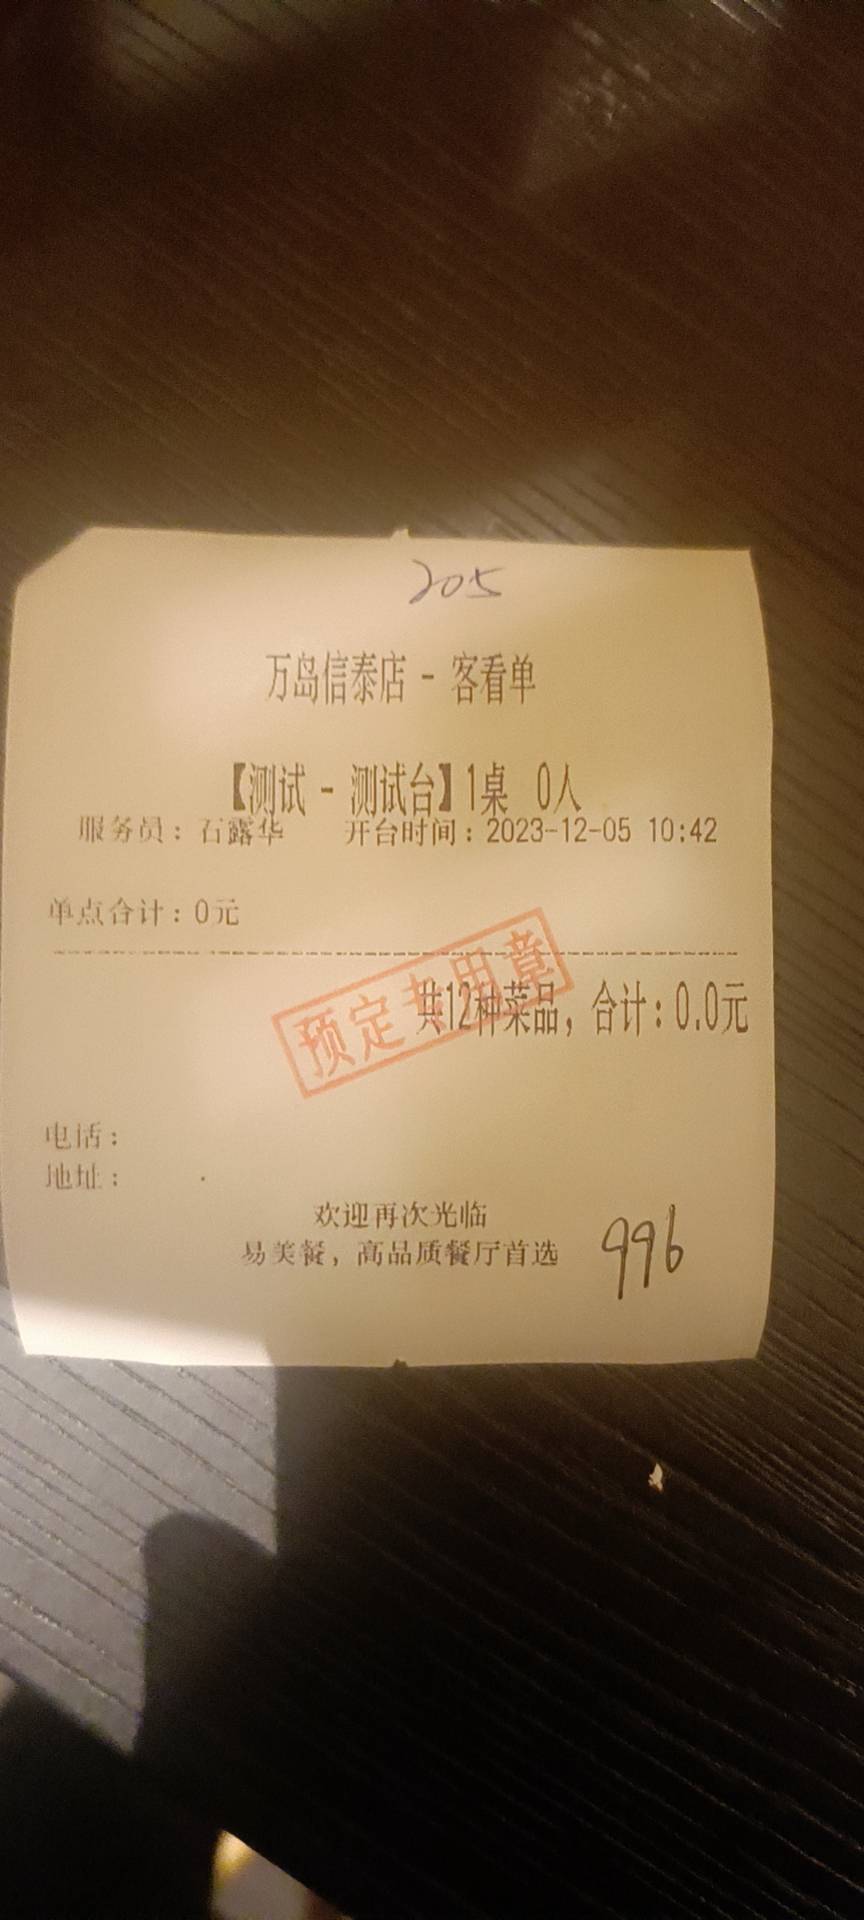 205
万岛信泰店 - 客看单
【测试 - 测试台】1桌 0人
服务员：石露华 开台时间：2023-12-05 10:42
单点合计：0元
预定专用章
共12种菜品，合计：0.0元
电话：
地址：
欢迎再次光临
易美餐，高品质餐厅首选
996